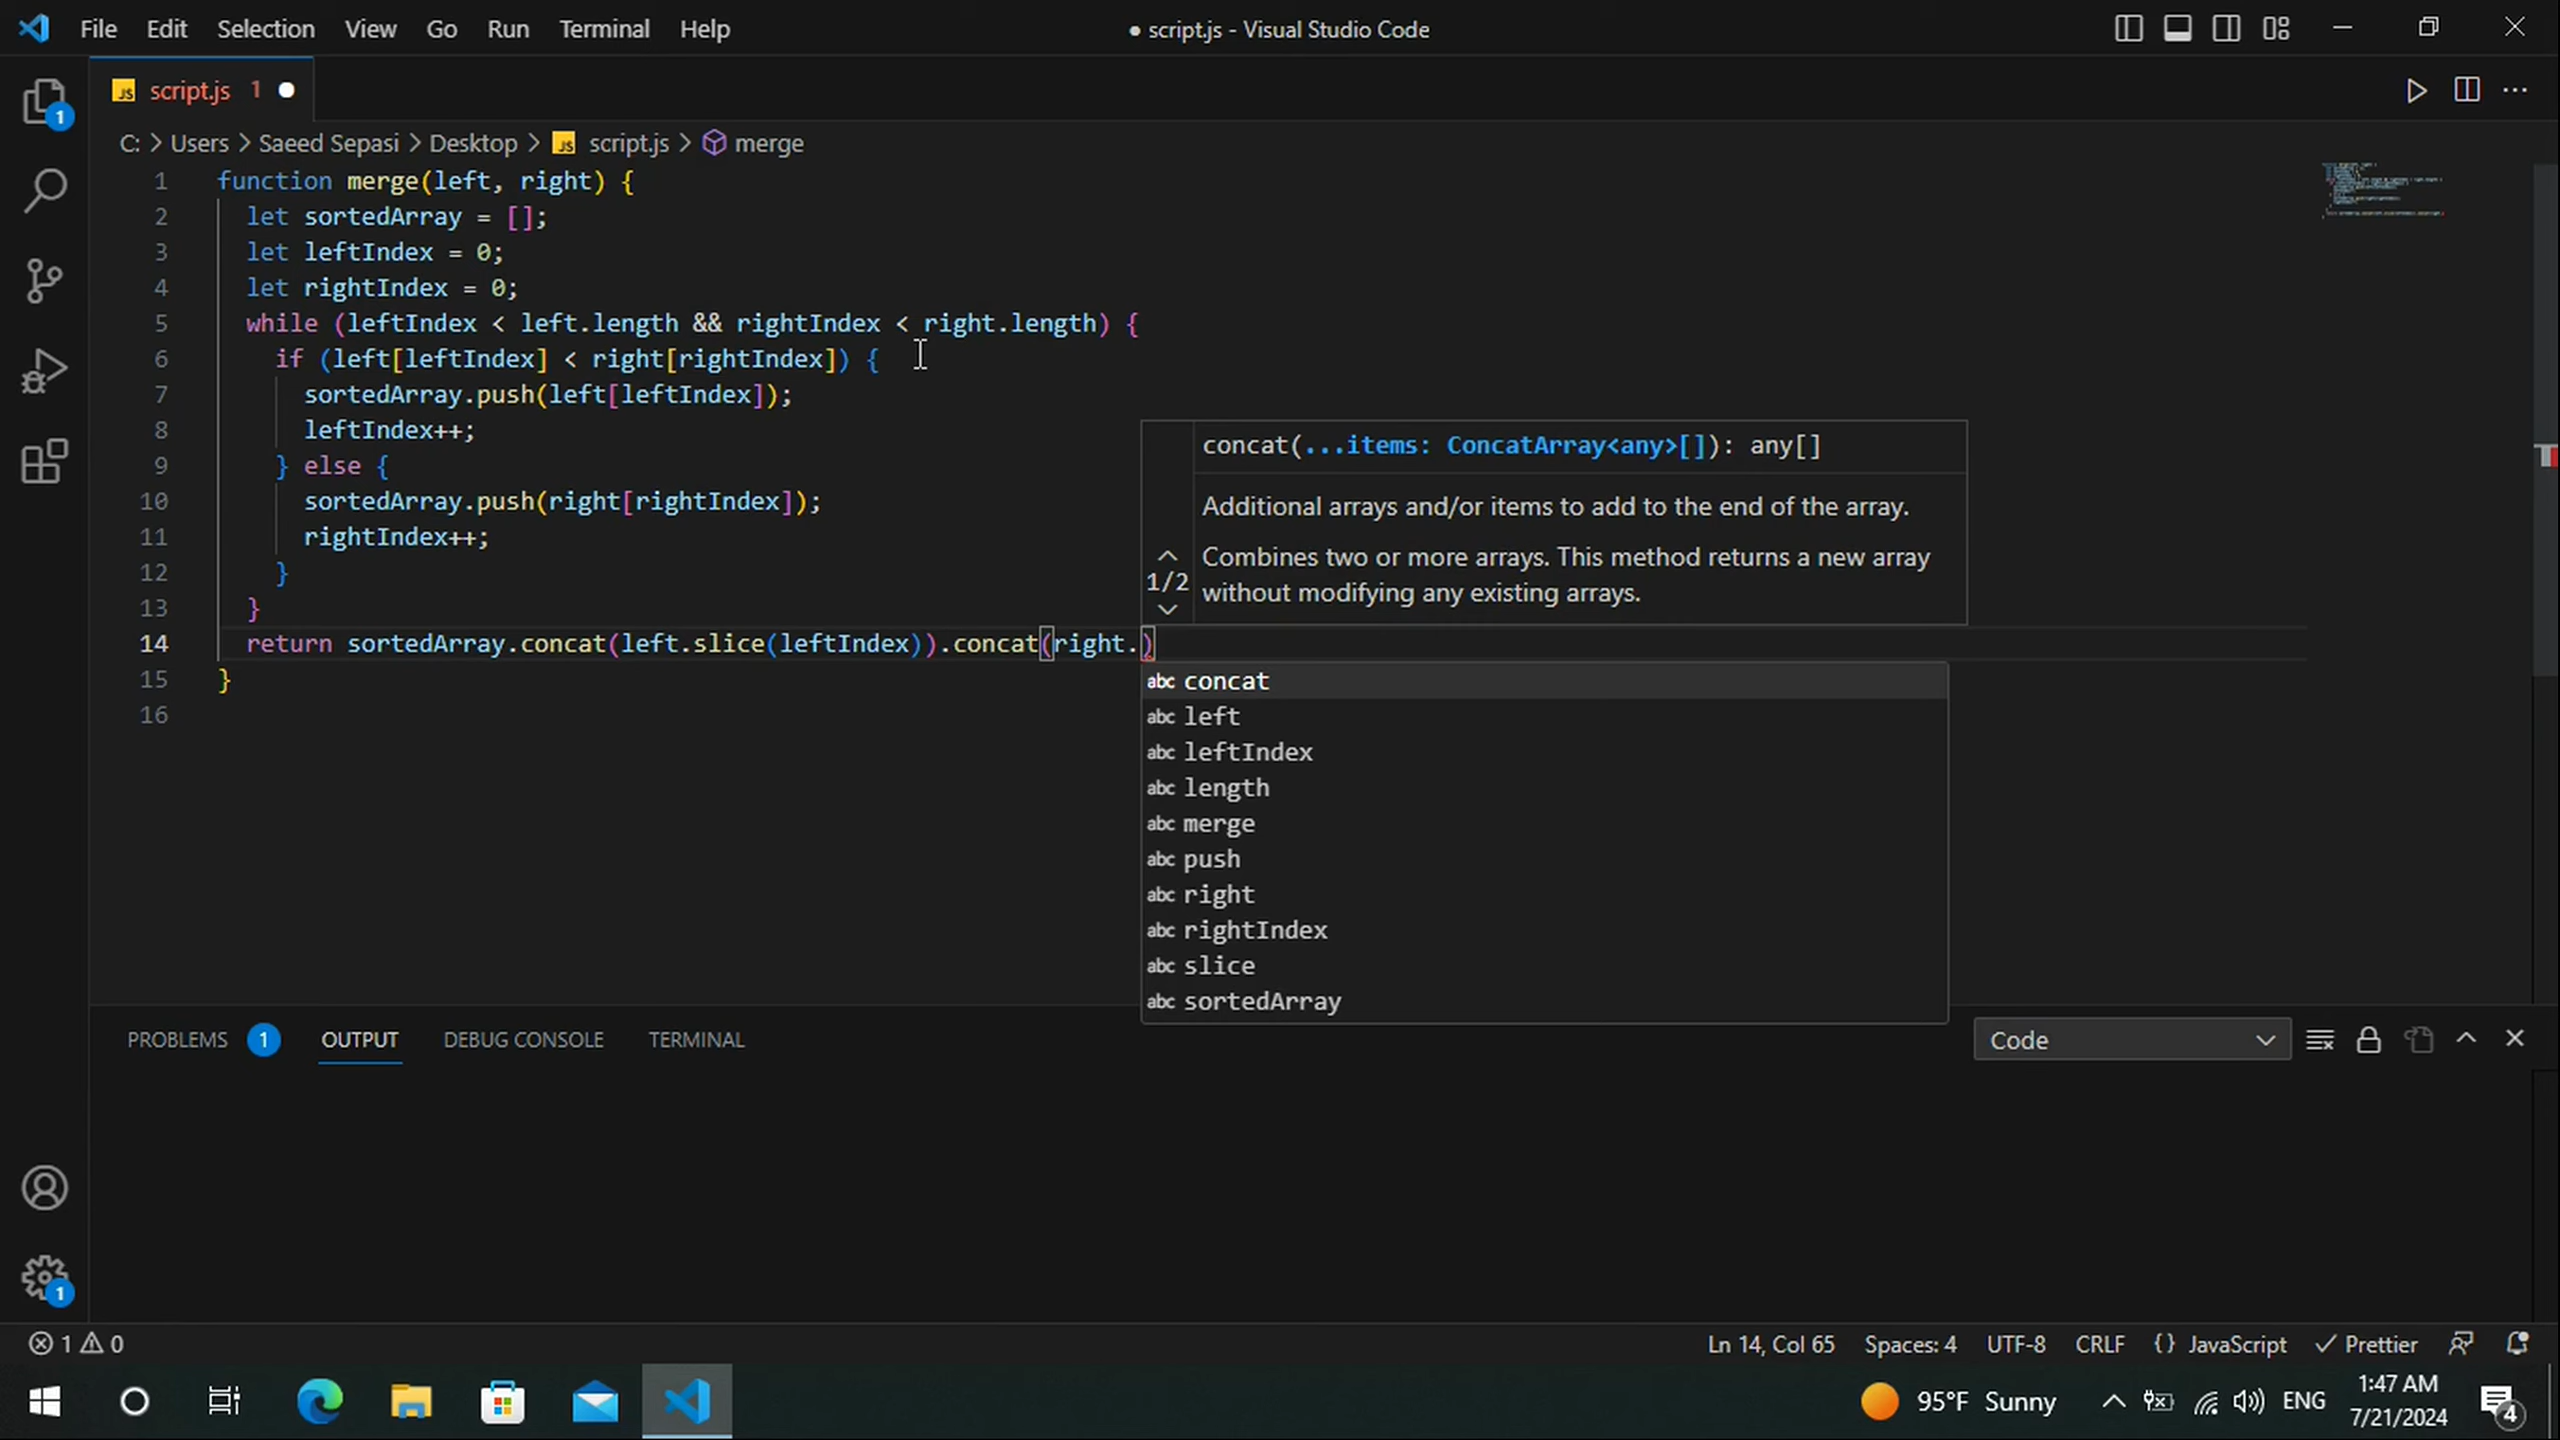 File Edit Selection View Go Run Terminal Help
● script.js - Visual Studio Code
JS script.js 1 ●
C: > Users > Saeed Sepasi > Desktop > JS script.js > merge
1 function merge(left, right) {
2 let sortedArray = [];
3 let leftIndex = 0;
4 let rightIndex = 0;
5 while (leftIndex < left.length && rightIndex < right.length) {
6 if (left[leftIndex] < right[rightIndex]) {
7 sortedArray.push(left[leftIndex]);
8 leftIndex++;
9 } else {
10 sortedArray.push(right[rightIndex]);
11 rightIndex++;
12 }
13 }
14 return sortedArray.concat(left.slice(leftIndex)).concat(right.)
15 }
16
concat(...items: ConcatArray<any>[]): any[]
Additional arrays and/or items to add to the end of the array.
1/2
Combines two or more arrays. This method returns a new array
without modifying any existing arrays.
abc concat
abc left
abc leftIndex
abc length
abc merge
abc push
abc right
abc rightIndex
abc slice
abc sortedArray
1
1
PROBLEMS 1 OUTPUT DEBUG CONSOLE TERMINAL
Code
1 0
Ln 14, Col 65 Spaces: 4 UTF-8 CRLF {} JavaScript Prettier
95°F Sunny
ENG
1:47 AM
7/21/2024
4